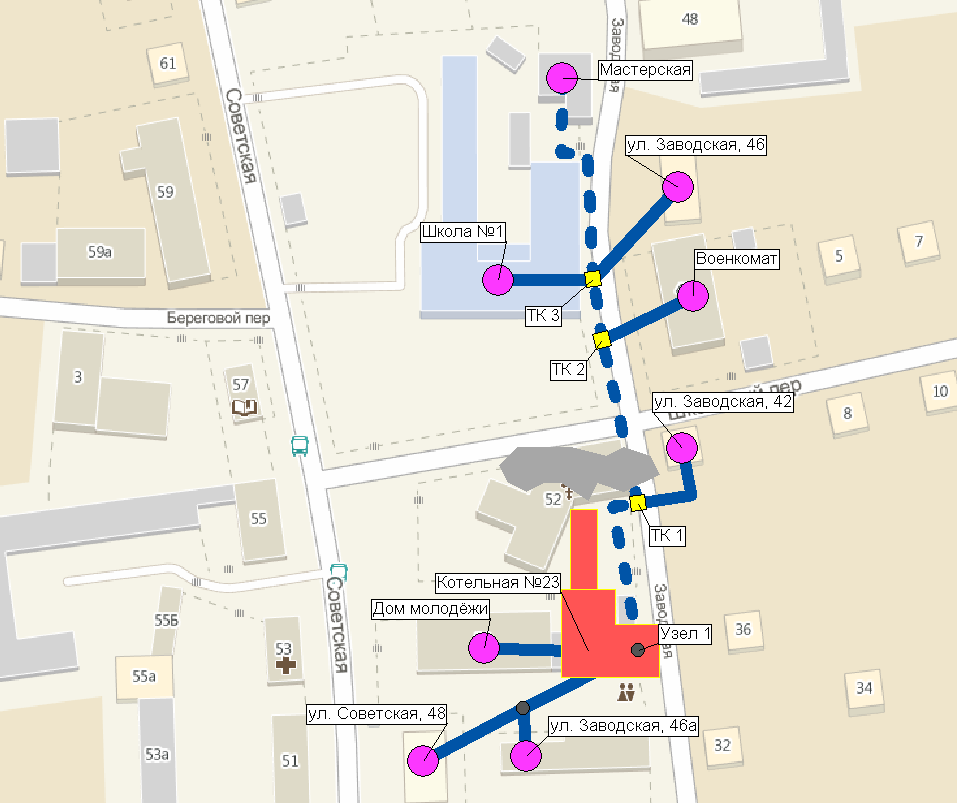 48
Заводская
Мастерская
61
Советская
ул. Заводская, 46
59
Школа №1
7
59а
5
Военкомат
ТК 3
Береговой пер
ТК 2
3
57
10
ул. Заводская, 42
8
52
55
ТК 1
Котельная №23
Советская
Заводская
Дом молодёжи
55Б
36
Узел 1
53
55а
34
ул. Советская, 48
ул. Заводская, 46а
32
53а
51